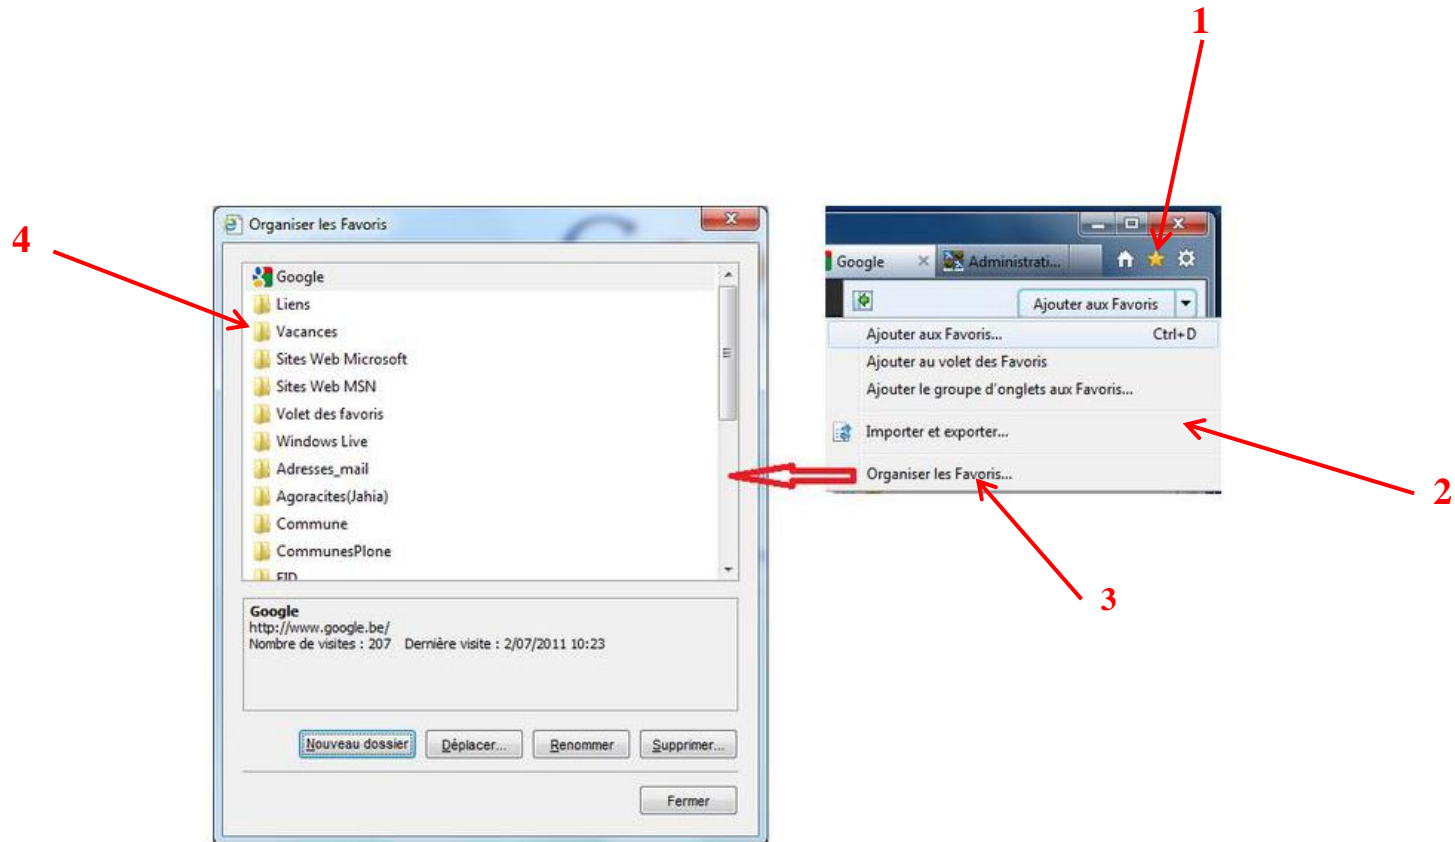 1
4
Organiser les Favoris
Google
Liens
Vacances
Sites Web Microsoft
Sites Web MSN
Volet des favoris
Windows Live
Adresses_mail
Agoracites(Jahia)
Commune
CommunesPlone
Google
http://www.google.be/
Nombre de visites : 207 Dernière visite : 2/07/2011 10:23
Nouveau dossier Déplacer... Renommer Supprimer...
Fermer
Google Administrati...
Ajouter aux Favoris
Ajouter aux Favoris... Ctrl+D
Ajouter au volet des Favoris
Ajouter le groupe d'onglets aux Favoris...
Importer et exporter...
Organiser les Favoris...
2
3